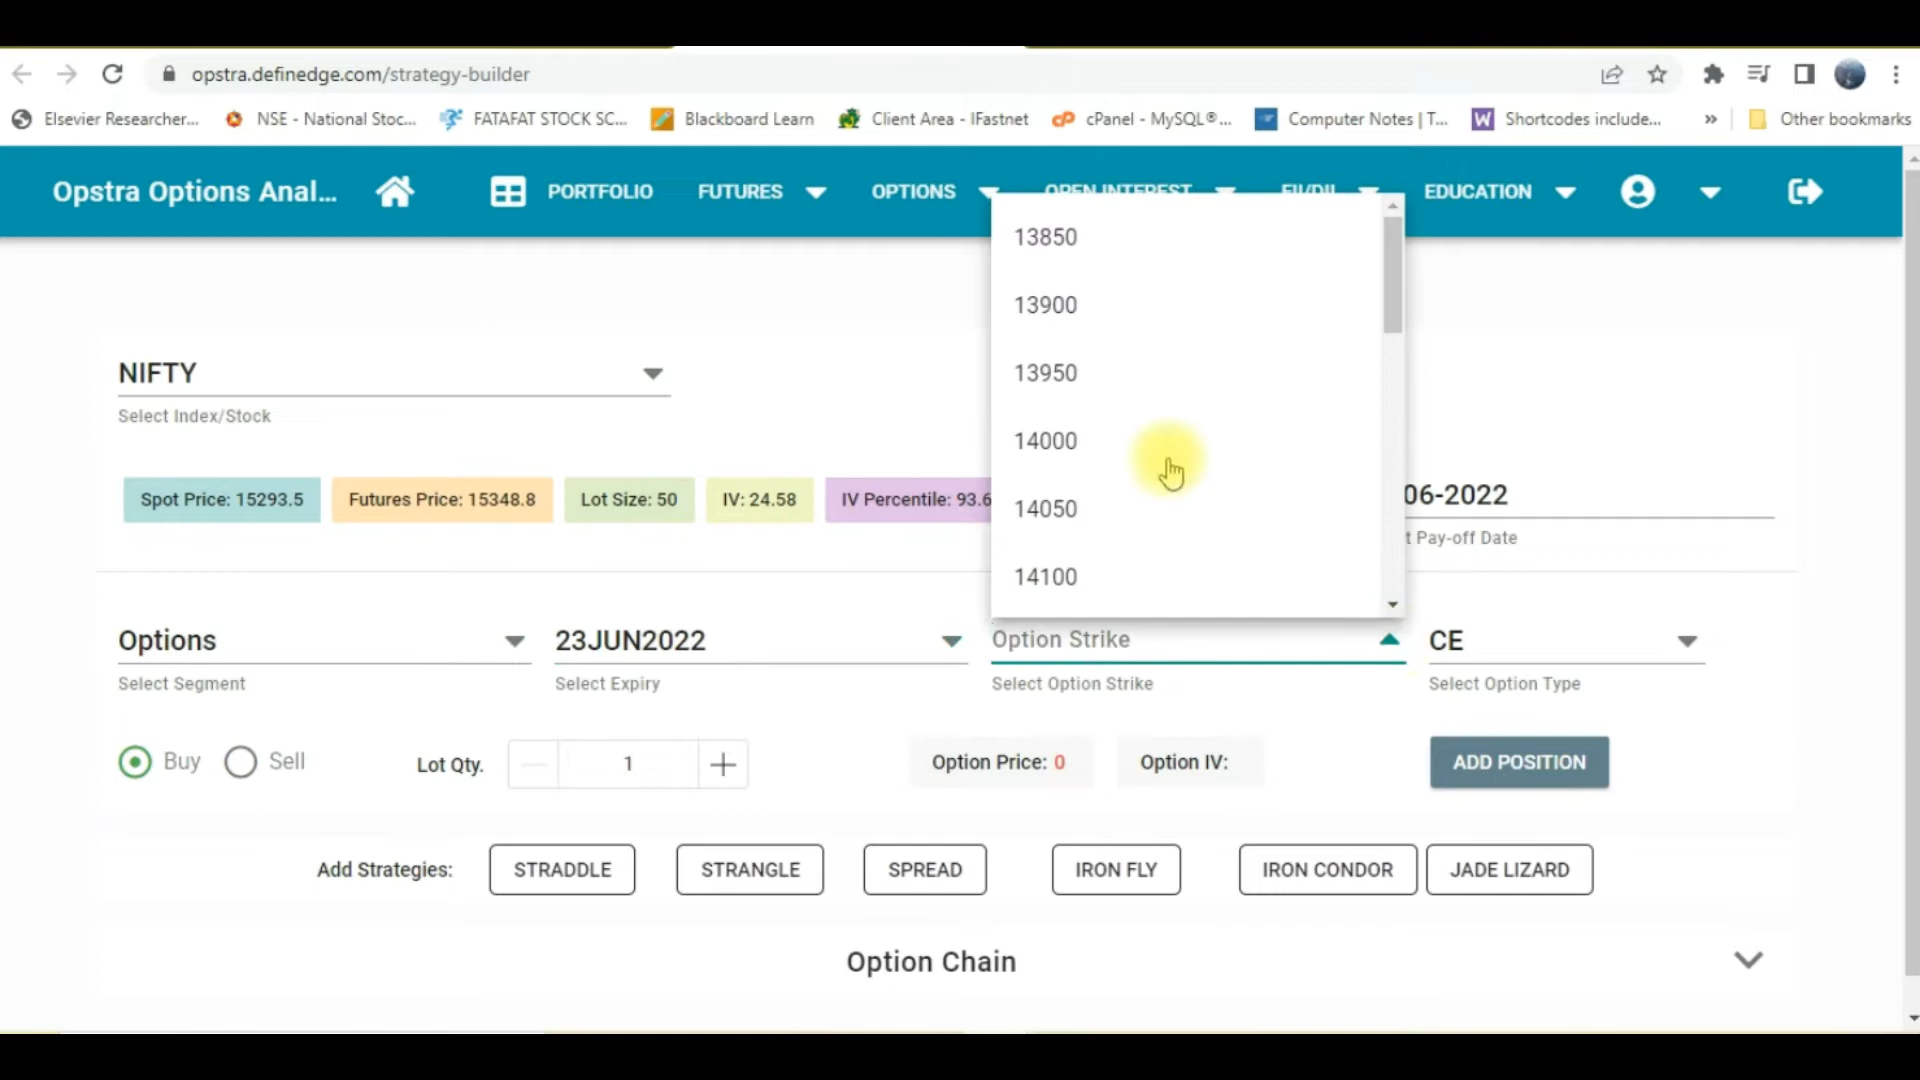 opstra.definedge.com/strategy-builder
Elsevier Researcher... NSE - National Stoc... FATAFAT STOCK SC... Blackboard Learn Client Area - IFastnet cPanel - MySQL®... Computer Notes | T... Shortcodes include... » Other bookmarks
Opstra Options Anal... PORTFOLIO FUTURES OPTIONS OPEN INTEREST FII/DII EDUCATION
13850
13900
NIFTY
13950
Select Index/Stock
14000
Spot Price: 15293.5 Futures Price: 15348.8 Lot Size: 50 IV: 24.58 IV Percentile: 93.6
06-2022
14050
t Pay-off Date
14100
Options 23JUN2022 Option Strike CE
Select Segment Select Expiry Select Option Strike Select Option Type
Buy Sell Lot Qty. 1 Option Price: 0 Option IV: ADD POSITION
Add Strategies: STRADDLE STRANGLE SPREAD IRON FLY IRON CONDOR JADE LIZARD
Option Chain